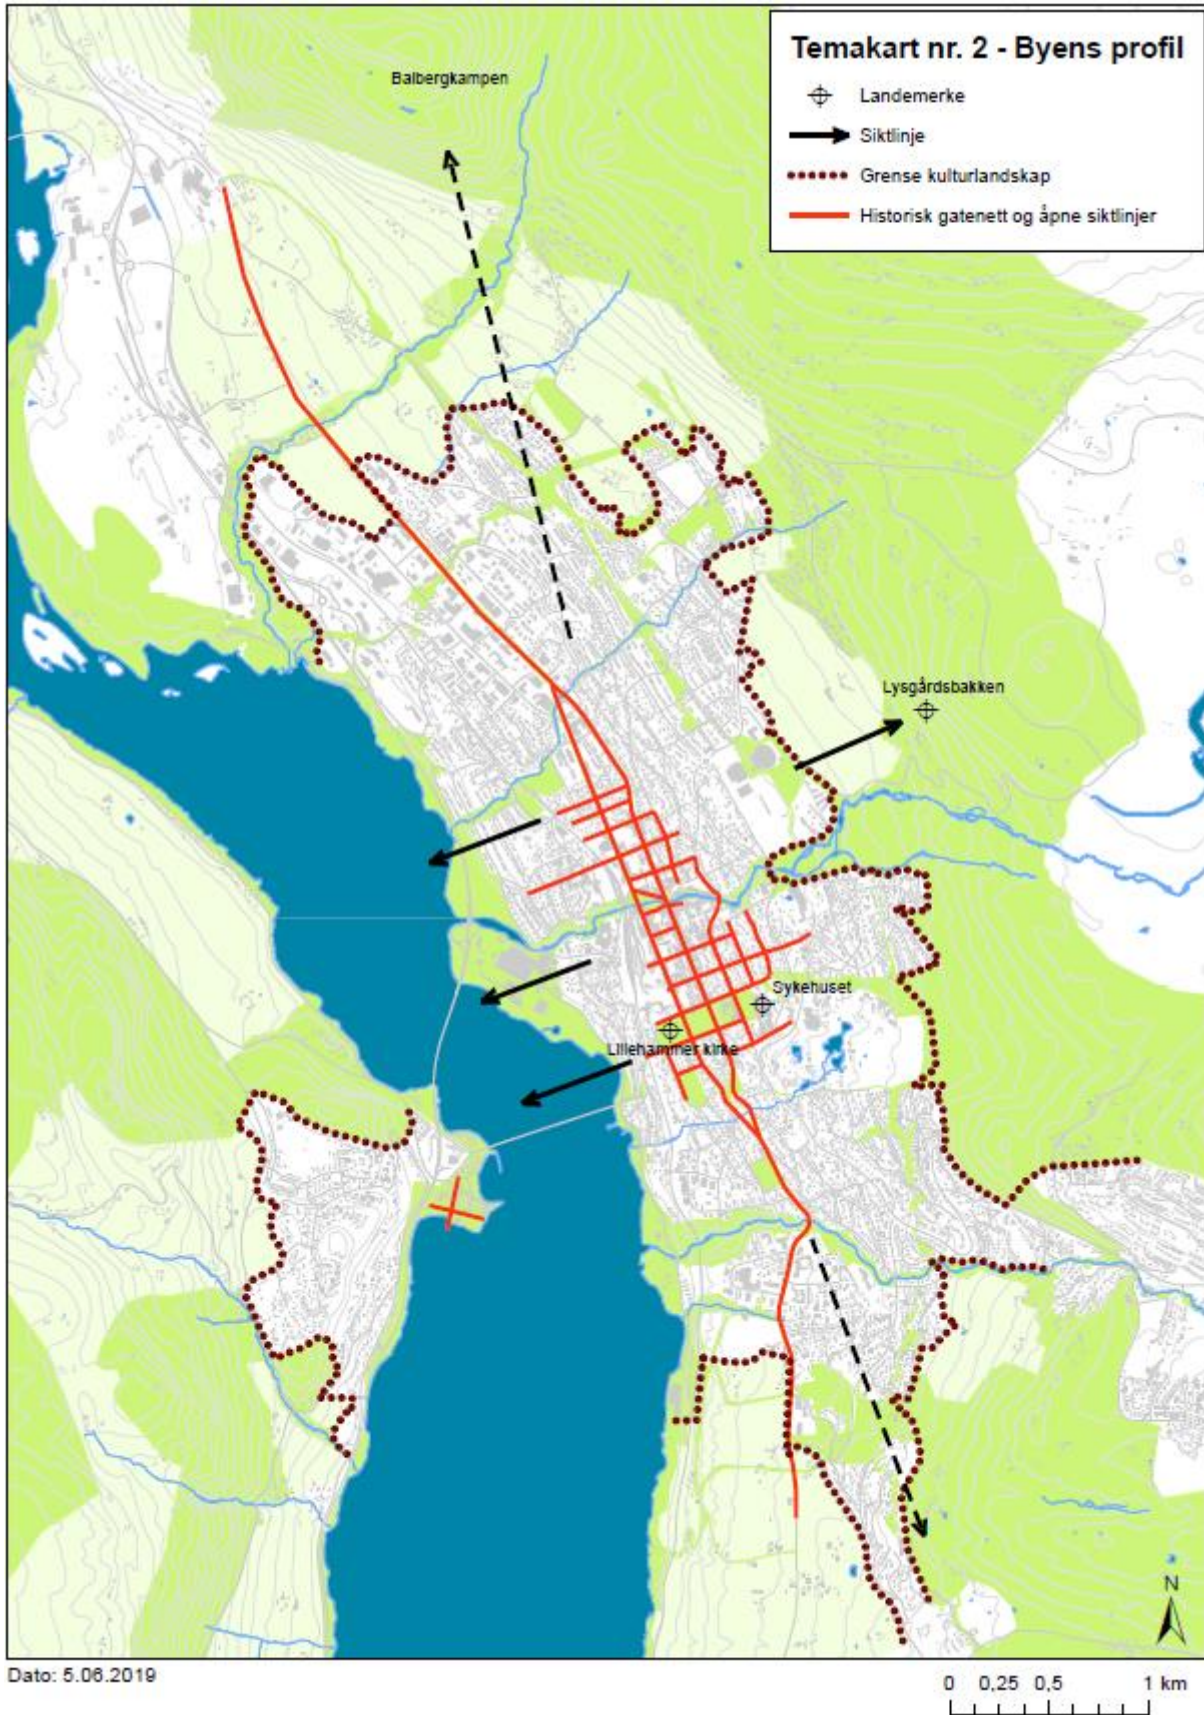 Temakart nr. 2 - Byens profil
Landemerke
Siktlinje
Grense kulturlandskap
Historisk gatenett og åpne siktlinjer
Balbergkampen
Lysgårdsbakken
Sykehuset
Lillehammer kirke
N
Dato: 5.06.2019
0 0,25 0,5 1 km